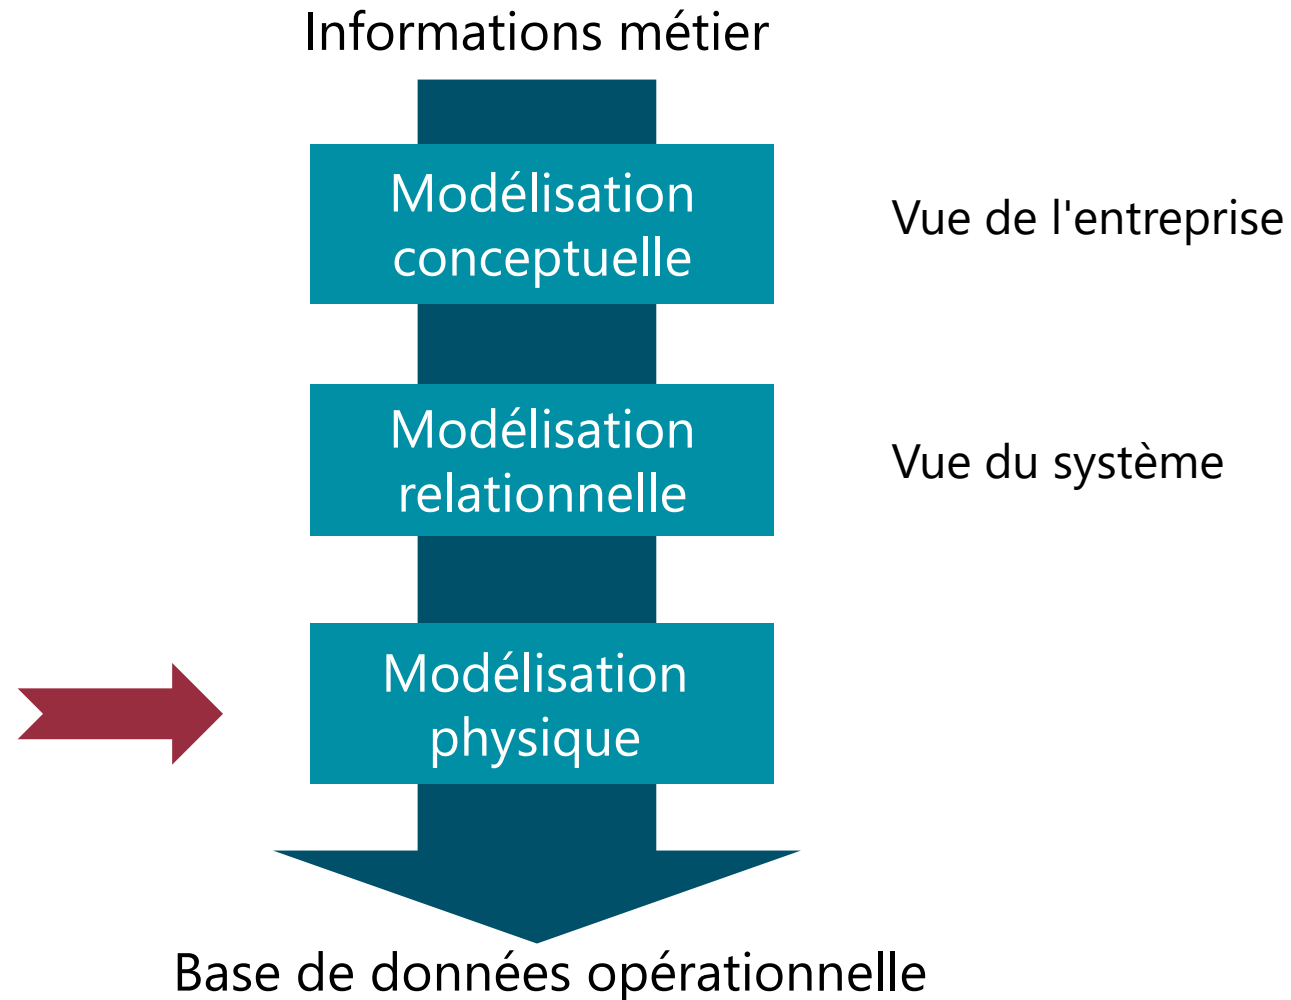 Informations métier
Modélisation
conceptuelle
Vue de l'entreprise
Modélisation
relationnelle
Vue du système
Modélisation
physique
Base de données opérationnelle